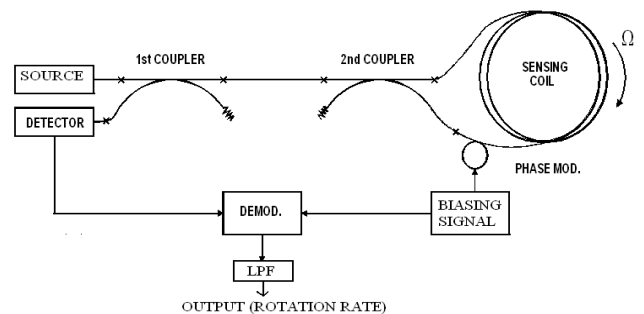 1st COUPLER
2nd COUPLER
SENSING
COIL
Ω
SOURCE
DETECTOR
PHASE MOD.
DEMOD.
BIASING
SIGNAL
LPF
OUTPUT (ROTATION RATE)